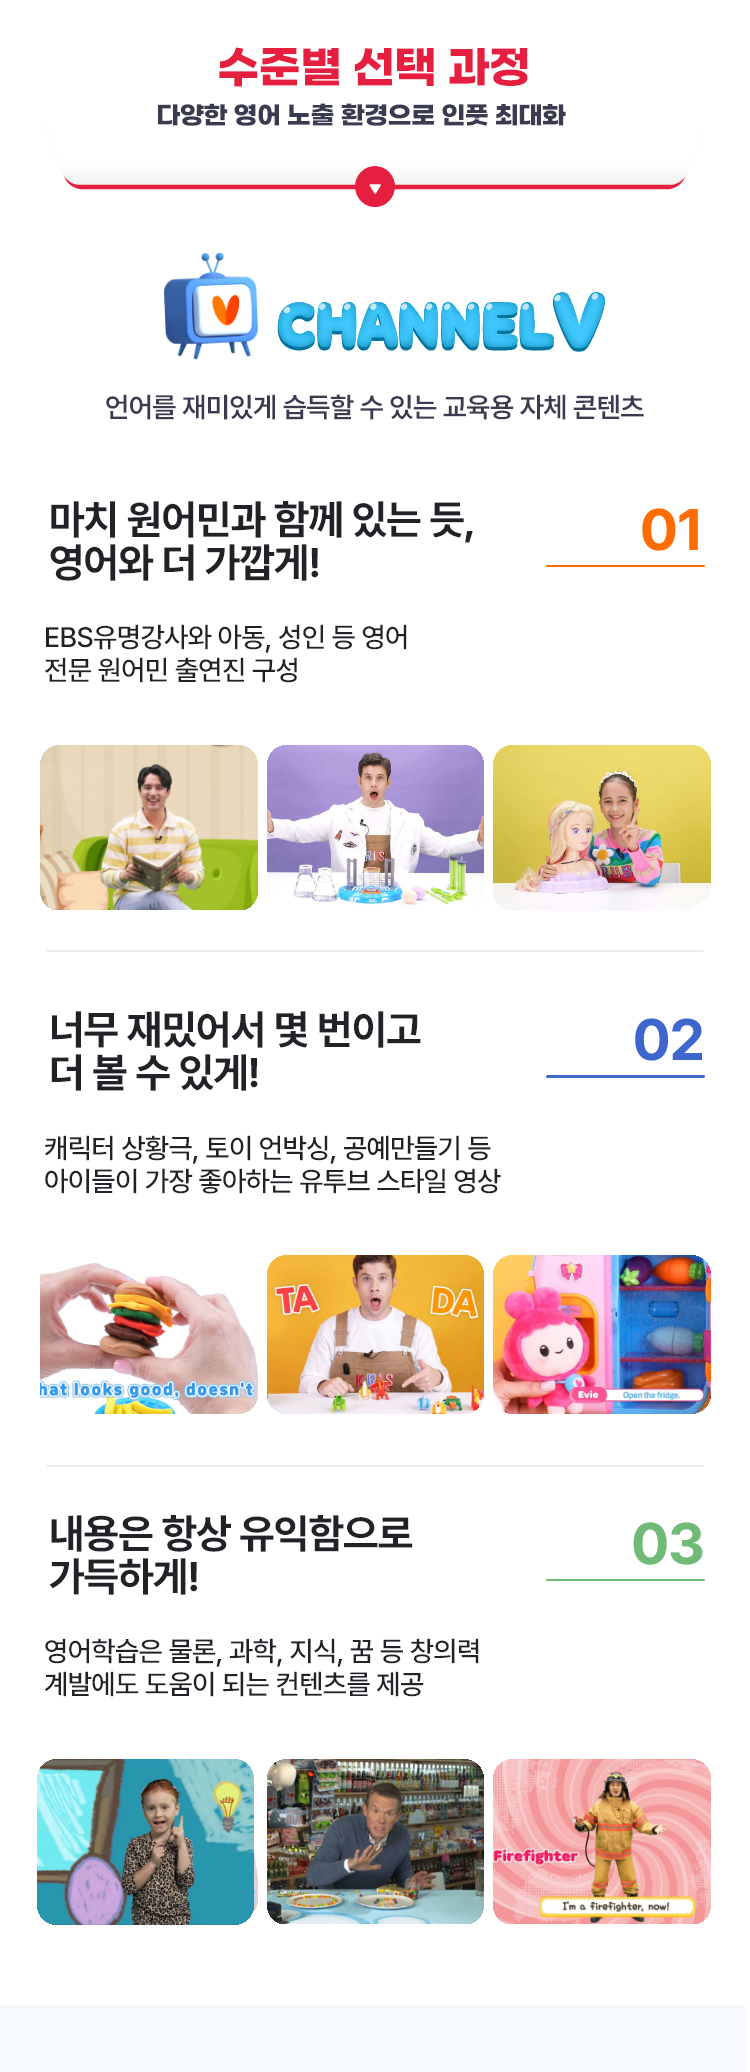 수준별 선택 과정
다양한 영어 노출 환경으로 인풋 최대화
CHANNELV
언어를 재미있게 습득할 수 있는 교육용 자체 콘텐츠
마치 원어민과 함께 있는 듯,
영어와 더 가깝게!
01
EBS유명강사와 아동, 성인 등 영어
전문 원어민 출연진 구성
너무 재밌어서 몇 번이고
더 볼 수 있게!
02
캐릭터 상황극, 토이 언박싱, 공예만들기 등
아이들이 가장 좋아하는 유투브 스타일 영상
hat looks good, doesn't
TA DA
Evie Open the fridge.
내용은 항상 유익함으로
가득하게!
03
영어학습은 물론, 과학, 지식, 꿈 등 창의력
계발에도 도움이 되는 컨텐츠를 제공
Firefighter
I'm a firefighter, now!